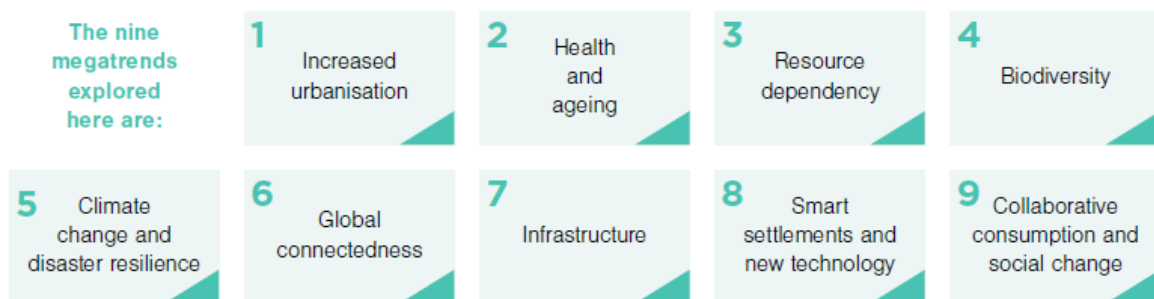 The nine
megatrends
explored
here are:
1
Increased
urbanisation
2
Health
and
ageing
3
Resource
dependency
4
Biodiversity
5
Climate
change and
disaster resilience
6
Global
connectedness
7
Infrastructure
8
Smart
settlements and
new technology
9
Collaborative
consumption and
social change